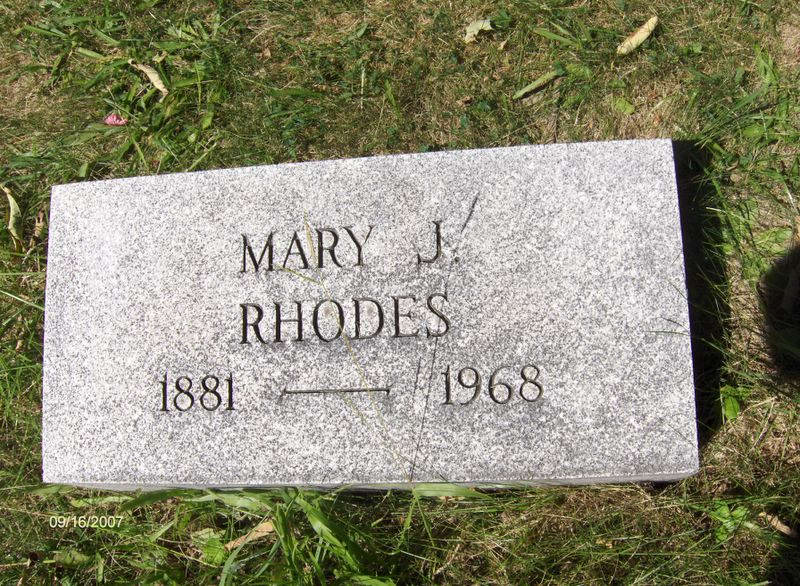 MARY J.
RHODES
1881 — 1968
09/16/2007